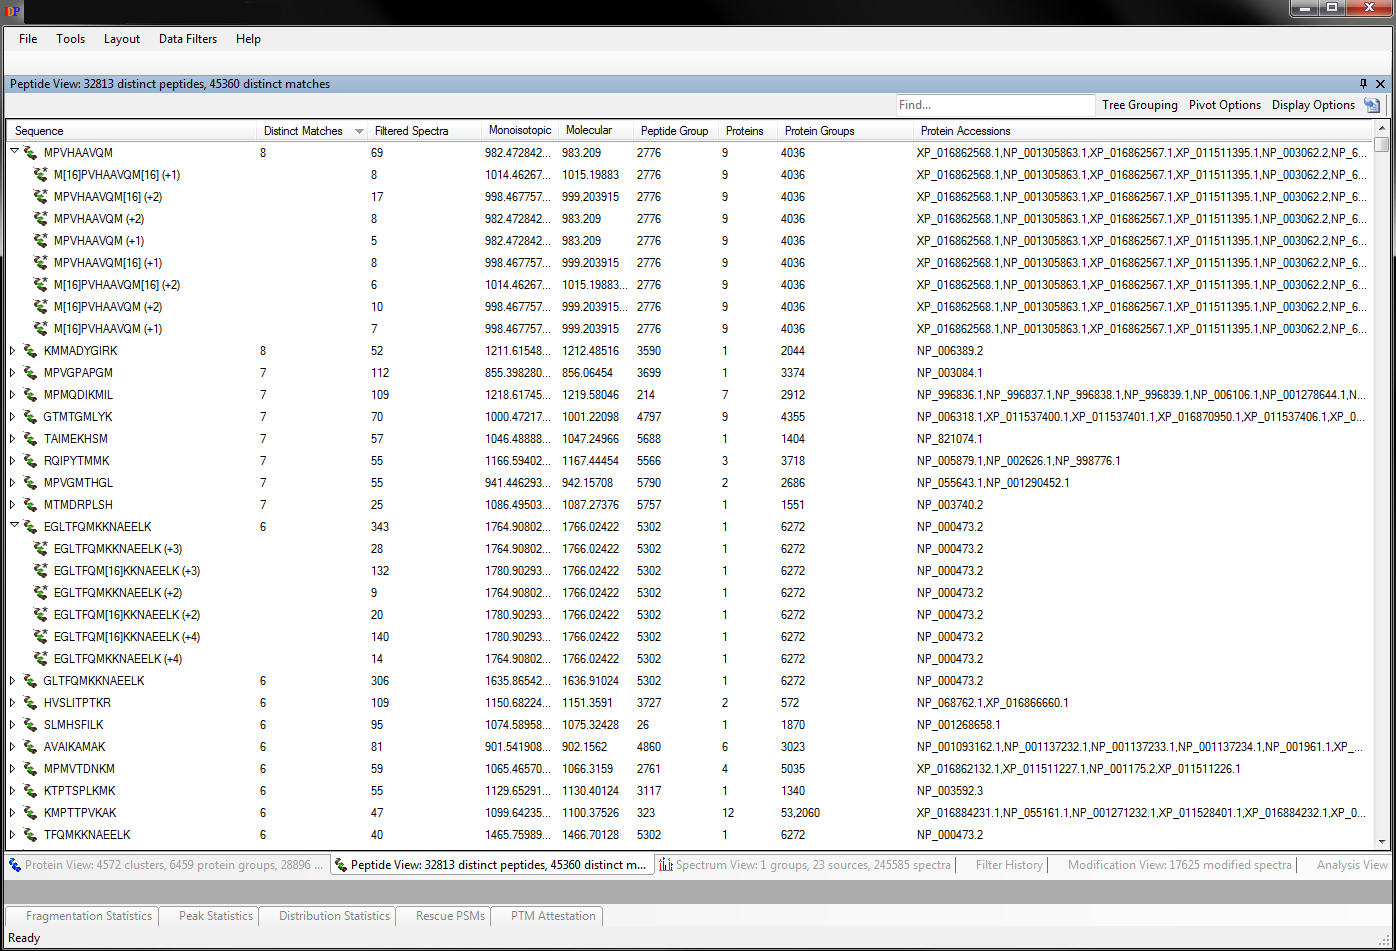 DP
File Tools Layout Data Filters Help
Peptide View: 32813 distinct peptides, 45360 distinct matches
Find... Tree Grouping Pivot Options Display Options
Sequence Distinct Matches Filtered Spectra Monoisotopic Molecular Peptide Group Proteins Protein Groups Protein Accessions
MPVHAAVQM 8 69 982.472842... 983.209 2776 9 4036 XP_016862568.1,NP_001305863.1,XP_016862567.1,XP_011511395.1,NP_003062.2,NP_6...
M[16]PVHAAVQM[16] (+1) 8 1014.46267... 1015.19883 2776 9 4036 XP_016862568.1,NP_001305863.1,XP_016862567.1,XP_011511395.1,NP_003062.2,NP_6...
MPVHAAVQM[16] (+2) 17 998.467757... 999.203915 2776 9 4036 XP_016862568.1,NP_001305863.1,XP_016862567.1,XP_011511395.1,NP_003062.2,NP_6...
MPVHAAVQM (+2) 8 982.472842... 983.209 2776 9 4036 XP_016862568.1,NP_001305863.1,XP_016862567.1,XP_011511395.1,NP_003062.2,NP_6...
MPVHAAVQM (+1) 5 982.472842... 983.209 2776 9 4036 XP_016862568.1,NP_001305863.1,XP_016862567.1,XP_011511395.1,NP_003062.2,NP_6...
MPVHAAVQM[16] (+1) 8 998.467757... 999.203915 2776 9 4036 XP_016862568.1,NP_001305863.1,XP_016862567.1,XP_011511395.1,NP_003062.2,NP_6...
M[16]PVHAAVQM[16] (+2) 6 1014.46267... 1015.19883... 2776 9 4036 XP_016862568.1,NP_001305863.1,XP_016862567.1,XP_011511395.1,NP_003062.2,NP_6...
M[16]PVHAAVQM (+2) 10 998.467757... 999.203915... 2776 9 4036 XP_016862568.1,NP_001305863.1,XP_016862567.1,XP_011511395.1,NP_003062.2,NP_6...
M[16]PVHAAVQM (+1) 7 998.467757... 999.203915 2776 9 4036 XP_016862568.1,NP_001305863.1,XP_016862567.1,XP_011511395.1,NP_003062.2,NP_6...
KMMADYGIRK 8 52 1211.61548... 1212.48516 3590 1 2044 NP_006389.2
MPVGPAPGM 7 112 855.398280... 856.06454 3699 1 3374 NP_003084.1
MPMQDIKMIL 7 109 1218.61745... 1219.58046 214 7 2912 NP_996836.1,NP_996837.1,NP_996838.1,NP_996839.1,NP_006106.1,NP_001278644.1,N...
GTMTGMLYK 7 70 1000.47217... 1001.22098 4797 9 4355 NP_006318.1,XP_011537400.1,XP_011537401.1,XP_016870950.1,XP_011537406.1,XP_0...
TAIMEKHSM 7 57 1046.48888... 1047.24966 5688 1 1404 NP_821074.1
RQIPYTMMK 7 55 1166.59402... 1167.44454 5566 3 3718 NP_005879.1,NP_002626.1,NP_998776.1
MPVGMTHGL 7 55 941.446293... 942.15708 5790 2 2686 NP_055643.1,NP_001290452.1
MTMDRPLSH 7 25 1086.49503... 1087.27376 5757 1 1551 NP_003740.2
EGLTFQMKKNAEELK 6 343 1764.90802... 1766.02422 5302 1 6272 NP_000473.2
EGLTFQMKKNAEELK (+3) 28 1764.90802... 1766.02422 5302 1 6272 NP_000473.2
EGLTFQM[16]KKNAEELK (+3) 132 1780.90293... 1766.02422 5302 1 6272 NP_000473.2
EGLTFQMKKNAEELK (+2) 9 1764.90802... 1766.02422 5302 1 6272 NP_000473.2
EGLTFQM[16]KKNAEELK (+2) 20 1780.90293... 1766.02422 5302 1 6272 NP_000473.2
EGLTFQM[16]KKNAEELK (+4) 140 1780.90293... 1766.02422 5302 1 6272 NP_000473.2
EGLTFQMKKNAEELK (+4) 14 1764.90802... 1766.02422 5302 1 6272 NP_000473.2
GLTFQMKKNAEELK 6 306 1635.86542... 1636.91024 5302 1 6272 NP_000473.2
HVSLITPTKR 6 109 1150.68224... 1151.3591 3727 2 572 NP_068762.1,XP_016866660.1
SLMHSFILK 6 95 1074.58958... 1075.32428 26 1 1870 NP_001268658.1
AVAIKAMAK 6 81 901.541908... 902.1562 4860 6 3023 NP_001093162.1,NP_001137232.1,NP_001137233.1,NP_001137234.1,NP_001961.1,XP_...
MPMVTDNKM 6 59 1065.46570... 1066.3159 2761 4 5035 XP_016862132.1,XP_011511227.1,NP_001175.2,XP_011511226.1
KTPTSPLKMK 6 55 1129.65291... 1130.40124 3117 1 1340 NP_003592.3
KMPTTPVKAK 6 47 1099.64235... 1100.37526 323 12 53,2060 XP_016884231.1,NP_055161.1,NP_001271232.1,XP_011528401.1,XP_016884232.1,XP_0...
TFQMKKNAEELK 6 40 1465.75989... 1466.70128 5302 1 6272 NP_000473.2
Protein View: 4572 clusters, 6459 protein groups, 28896 ... Peptide View: 32813 distinct peptides, 45360 distinct m... Spectrum View: 1 groups, 23 sources, 245585 spectra Filter History Modification View: 17625 modified spectra Analysis View
Fragmentation Statistics Peak Statistics Distribution Statistics Rescue PSMs PTM Attestation
Ready